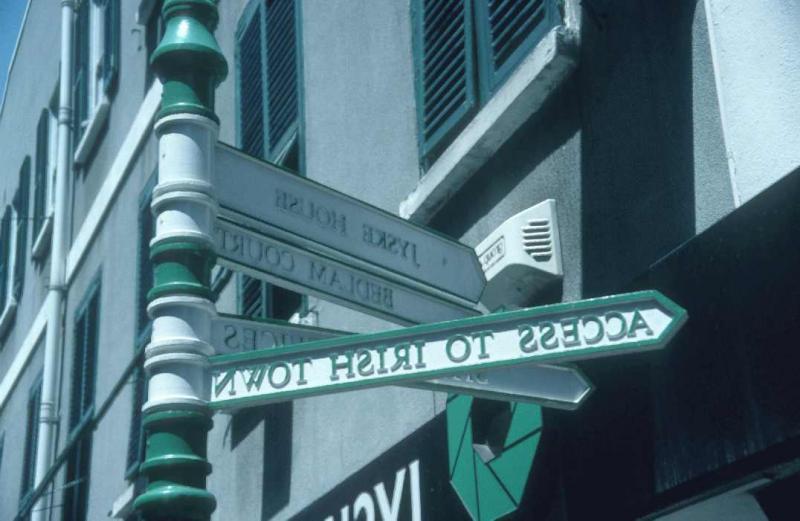 JYSKE HOUSE
BEDLAM COURT
ACCESS TO IRISH TOWN